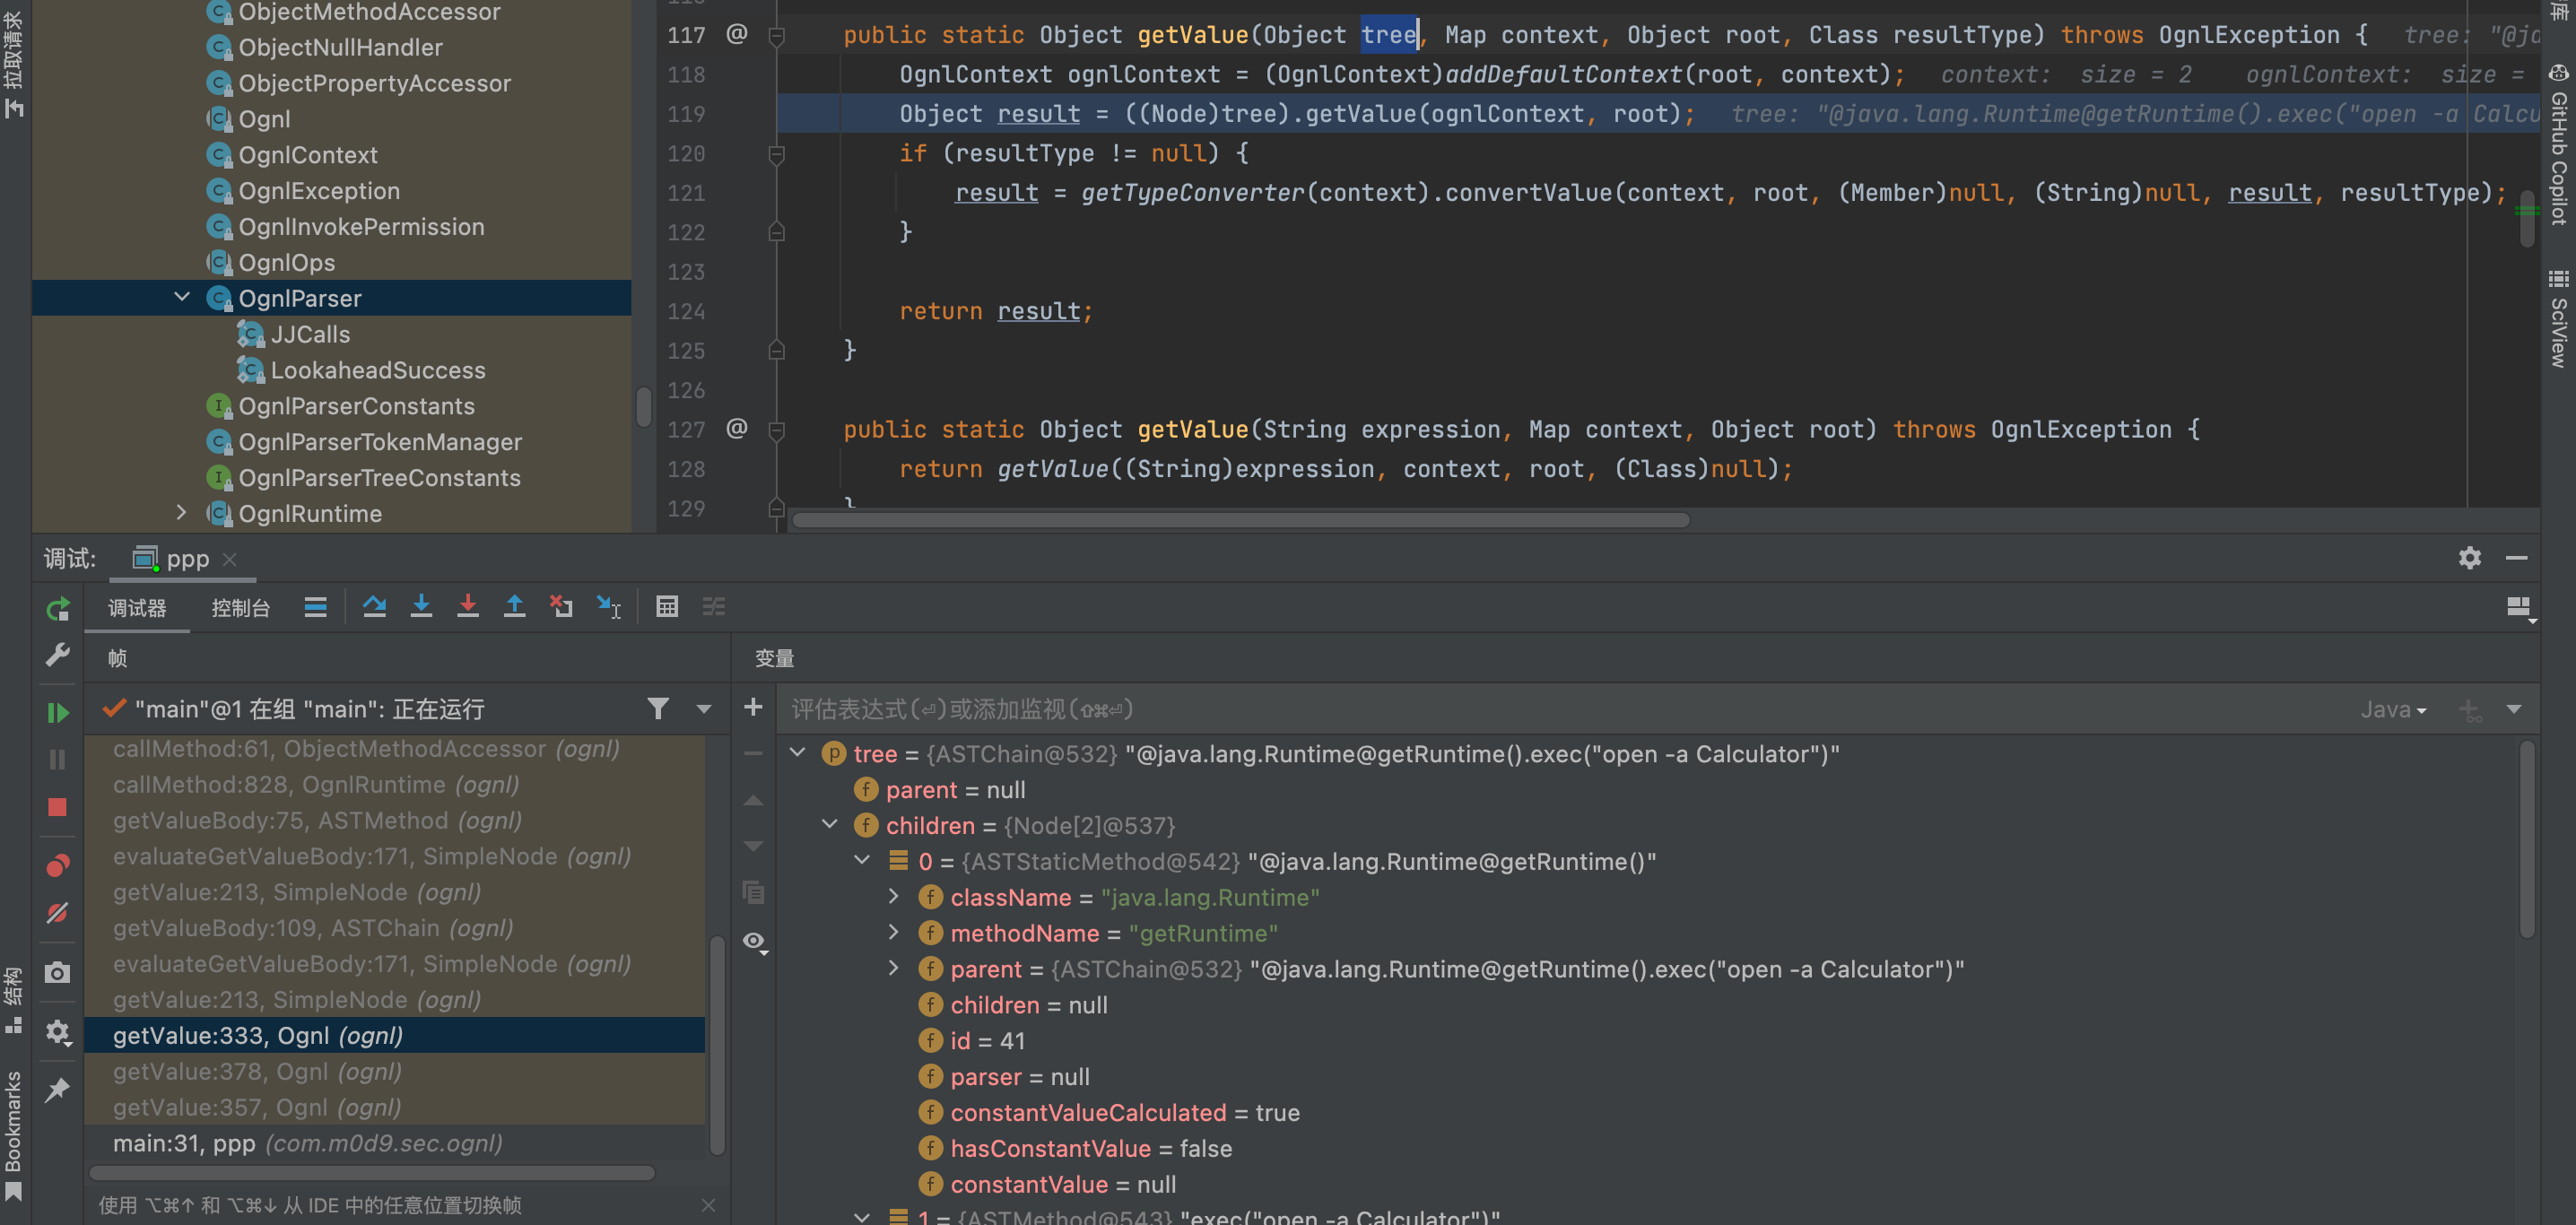 拉取请求
ObjectMethodAccessor
ObjectNullHandler
ObjectPropertyAccessor
Ognl
OgnlContext
OgnlException
OgnlInvokePermission
OgnlOps
OgnlParser
JJCalls
LookaheadSuccess
OgnlParserConstants
OgnlParserTokenManager
OgnlParserTreeConstants
OgnlRuntime
117 @ public static Object getValue(Object tree, Map context, Object root, Class resultType) throws OgnlException { tree: "@ja
118 OgnlContext ognlContext = (OgnlContext)addDefaultContext(root, context); context: size = 2 ognlContext: size =
119 Object result = ((Node)tree).getValue(ognlContext, root); tree: "@java.lang.Runtime@getRuntime().exec("open -a Calcu
120 if (resultType != null) {
121 result = getTypeConverter(context).convertValue(context, root, (Member)null, (String)null, result, resultType);
122 }
123
124 return result;
125 }
126
127 @ public static Object getValue(String expression, Map context, Object root) throws OgnlException {
128 return getValue((String)expression, context, root, (Class)null);
129 }
库
GitHub Copilot
SciView
调试: ppp
调试器 控制台
帧
"main"@1 在组 "main": 正在运行
callMethod:61, ObjectMethodAccessor (ognl)
callMethod:828, OgnlRuntime (ognl)
getValueBody:75, ASTMethod (ognl)
evaluateGetValueBody:171, SimpleNode (ognl)
getValue:213, SimpleNode (ognl)
getValueBody:109, ASTChain (ognl)
evaluateGetValueBody:171, SimpleNode (ognl)
getValue:213, SimpleNode (ognl)
getValue:333, Ognl (ognl)
getValue:378, Ognl (ognl)
getValue:357, Ognl (ognl)
main:31, ppp (com.m0d9.sec.ognl)
使用 ⌥⌘↑ 和 ⌥⌘↓ 从 IDE 中的任意位置切换帧
结构
Bookmarks
变量
评估表达式(⏎)或添加监视(⇧⌘⏎)
Java
tree = {ASTChain@532} "@java.lang.Runtime@getRuntime().exec("open -a Calculator")"
parent = null
children = {Node[2]@537}
0 = {ASTStaticMethod@542} "@java.lang.Runtime@getRuntime()"
className = "java.lang.Runtime"
methodName = "getRuntime"
parent = {ASTChain@532} "@java.lang.Runtime@getRuntime().exec("open -a Calculator")"
children = null
id = 41
parser = null
constantValueCalculated = true
hasConstantValue = false
constantValue = null
1 = {ASTMethod@543} "exec("open -a Calculator")"